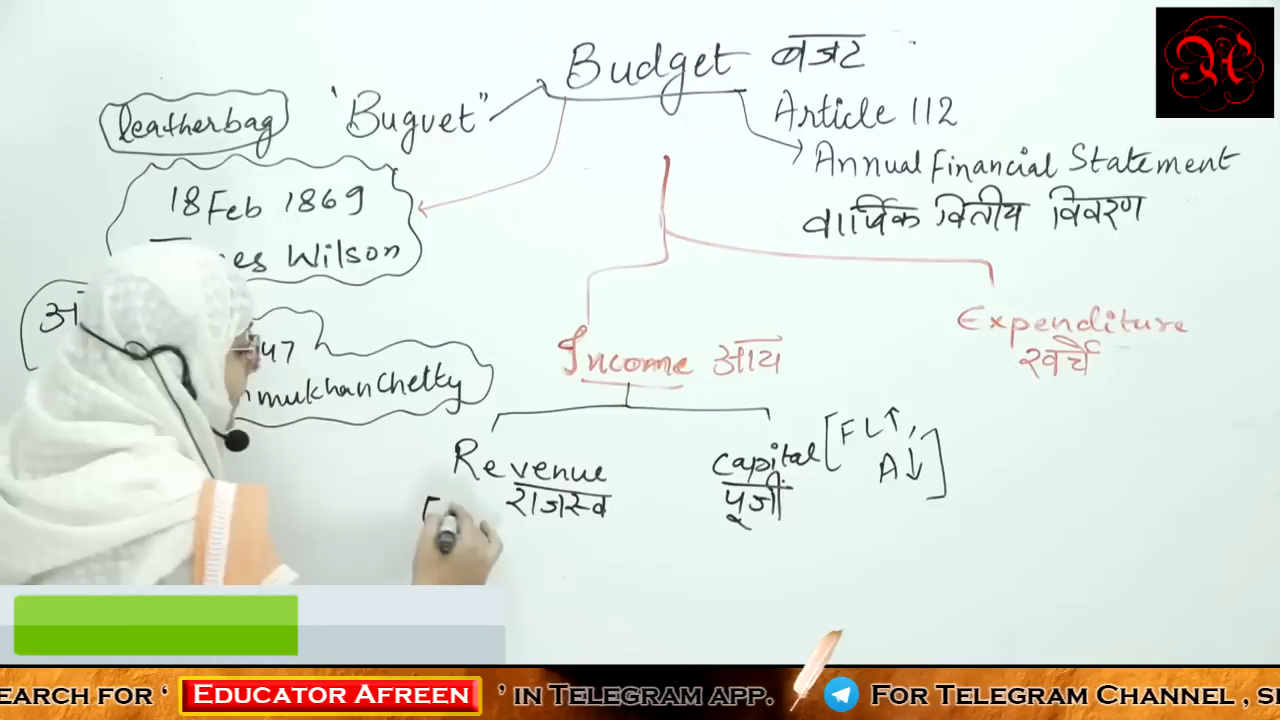 Budget बजट
Article 112
Annual Financial Statement
वार्षिक वित्तीय विवरण
"Buguet"
leatherbag
18 Feb 1869
Wilson
47
mukhan Chetty
Income आय
Expenditure
खर्चे
Revenue
राजस्व
Capital [FL↑,
A↓]
पूंजी
EARCH FOR ‘ EDUCATOR AFREEN ’ IN TELEGRAM APP. FOR TELEGRAM CHANNEL , S